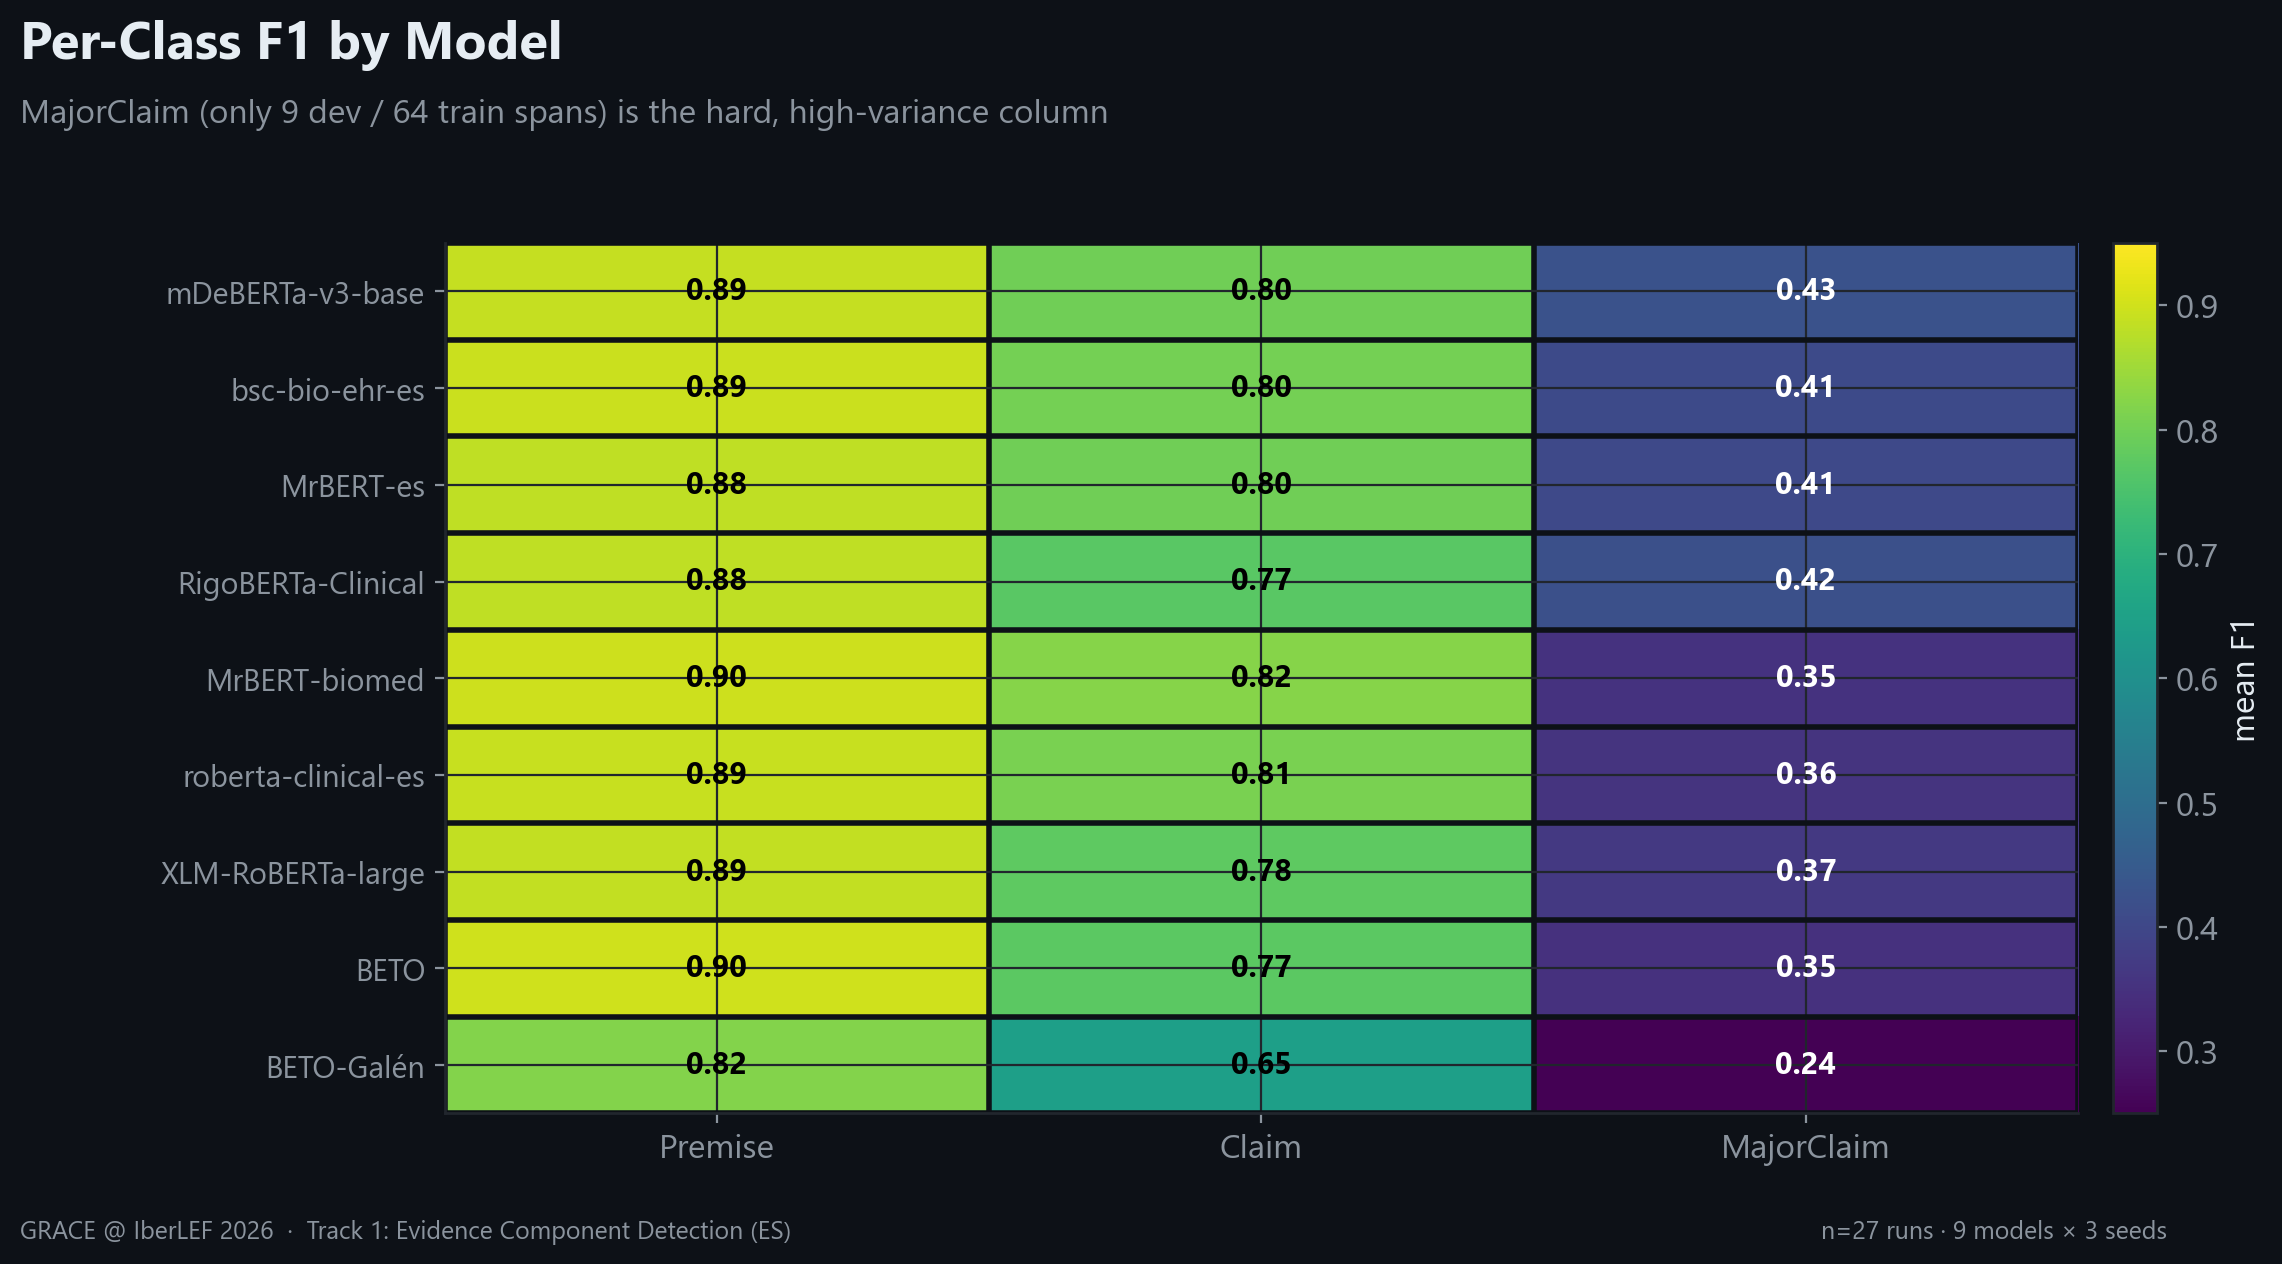 Per-Class F1 by Model
MajorClaim (only 9 dev / 64 train spans) is the hard, high-variance column
mDeBERTa-v3-base 0.89 0.80 0.43
bsc-bio-ehr-es 0.89 0.80 0.41
MrBERT-es 0.88 0.80 0.41
RigoBERTa-Clinical 0.88 0.77 0.42
MrBERT-biomed 0.90 0.82 0.35
roberta-clinical-es 0.89 0.81 0.36
XLM-RoBERTa-large 0.89 0.78 0.37
BETO 0.90 0.77 0.35
BETO-Galén 0.82 0.65 0.24
Premise Claim MajorClaim
0.9
0.8
0.7
0.6
0.5
0.4
0.3
mean F1
GRACE @ IberLEF 2026 · Track 1: Evidence Component Detection (ES)
n=27 runs · 9 models × 3 seeds